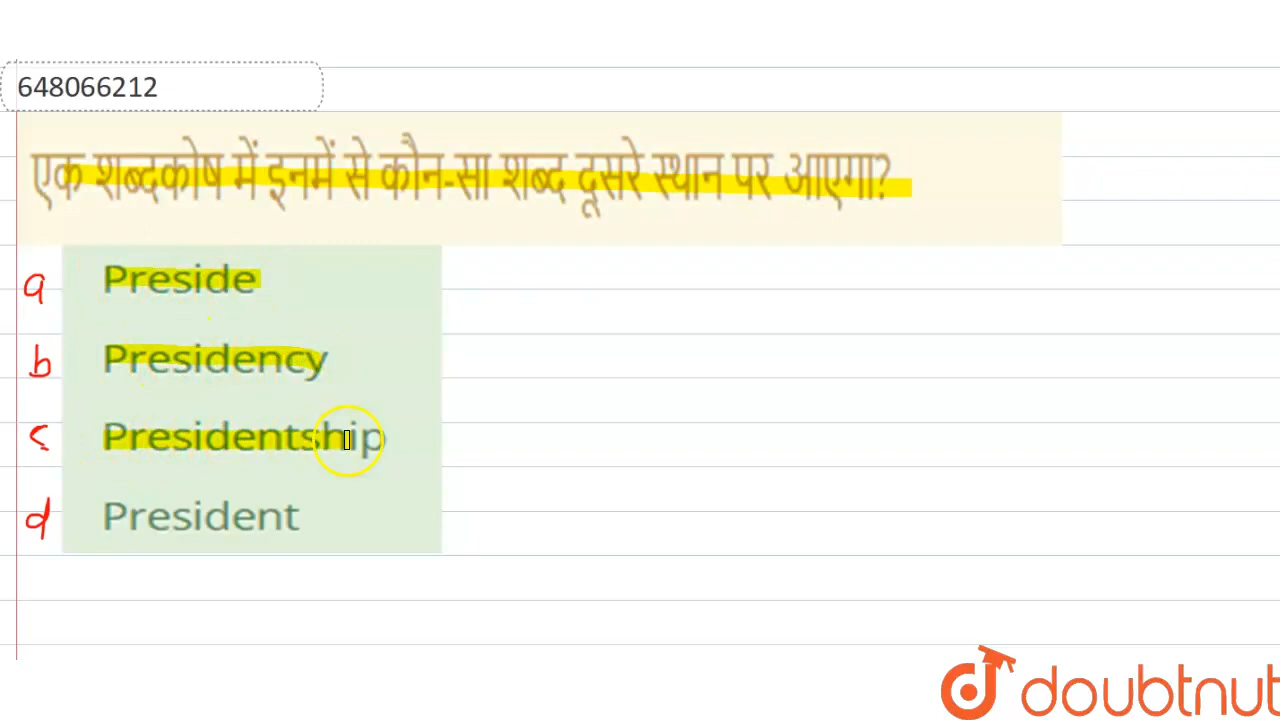 648066212
एक शब्दकोष में इनमें से कौन-सा शब्द दूसरे स्थान पर आएगा?
a Preside
b Presidency
c Presidentship
d President
doubtnut